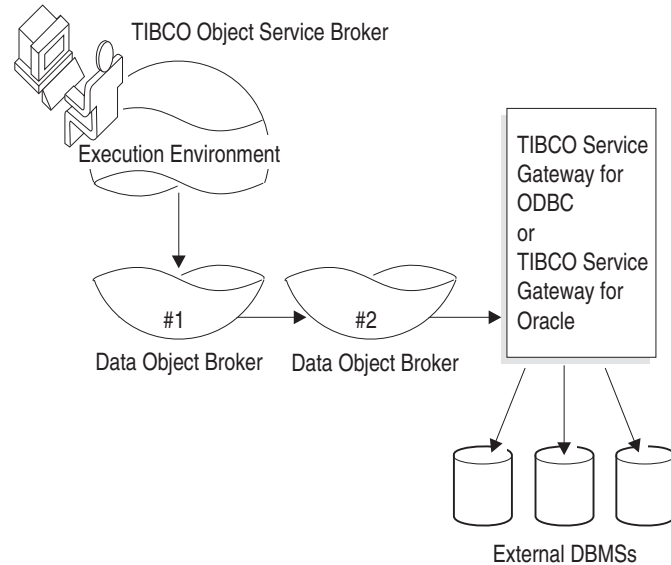 TIBCO Object Service Broker
Execution Environment
TIBCO Service
Gateway for
ODBC
or
TIBCO Service
Gateway for
Oracle
#1
#2
Data Object Broker
Data Object Broker
External DBMSs